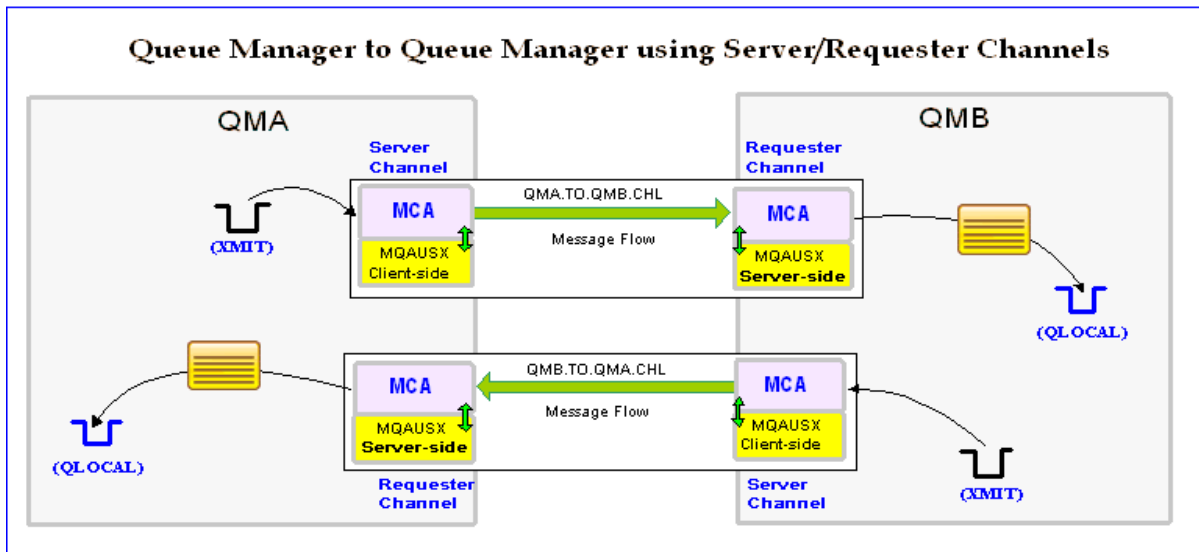 Queue Manager to Queue Manager using Server/Requester Channels
QMA
QMB
Server
Channel
Requester
Channel
(XMIT)
MCA
MQAUSX
Client-side
QMA.TO.QMB.CHL
Message Flow
MCA
MQAUSX
Server-side
(QLOCAL)
(QLOCAL)
MCA
MQAUSX
Server-side
QMB.TO.QMA.CHL
Message Flow
MCA
MQAUSX
Client-side
(XMIT)
Requester
Channel
Server
Channel